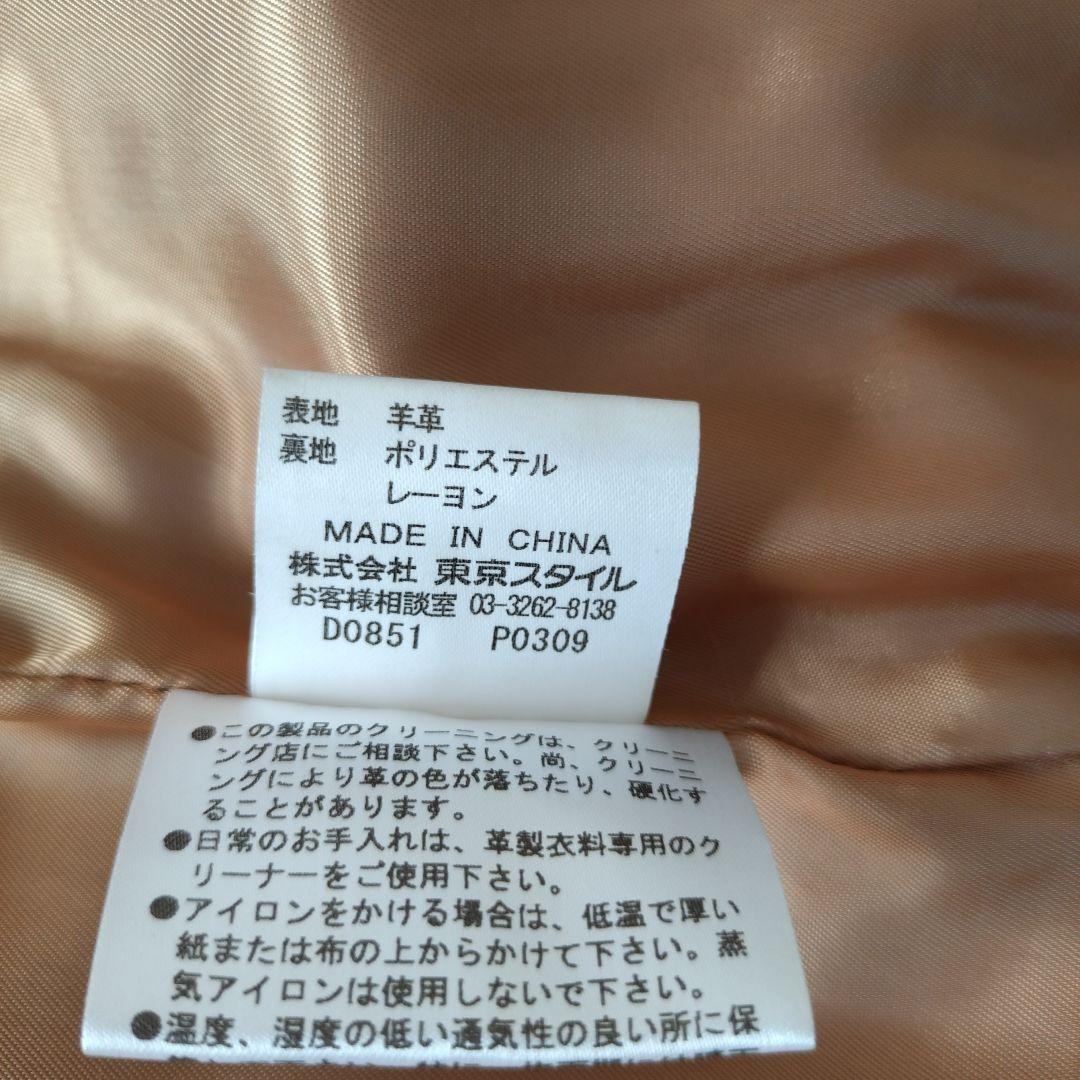 表地 羊革
裏地 ポリエステル
レーヨン
MADE IN CHINA
株式会社 東京スタイル
お客様相談室 03-3262-8138
D0851 P0309
●この製品のクリーニングは、クリーニ
ング店にご相談下さい。尚、クリーニ
ングにより革の色が落ちたり、硬化す
ることがあります。
●日常のお手入れは、革製衣料専用のク
リーナーをご使用下さい。
●アイロンをかける場合は、低温で厚い
紙または布の上からかけて下さい。蒸
気アイロンは使用しないで下さい。
●温度、湿度の低い通気性の良い所に保